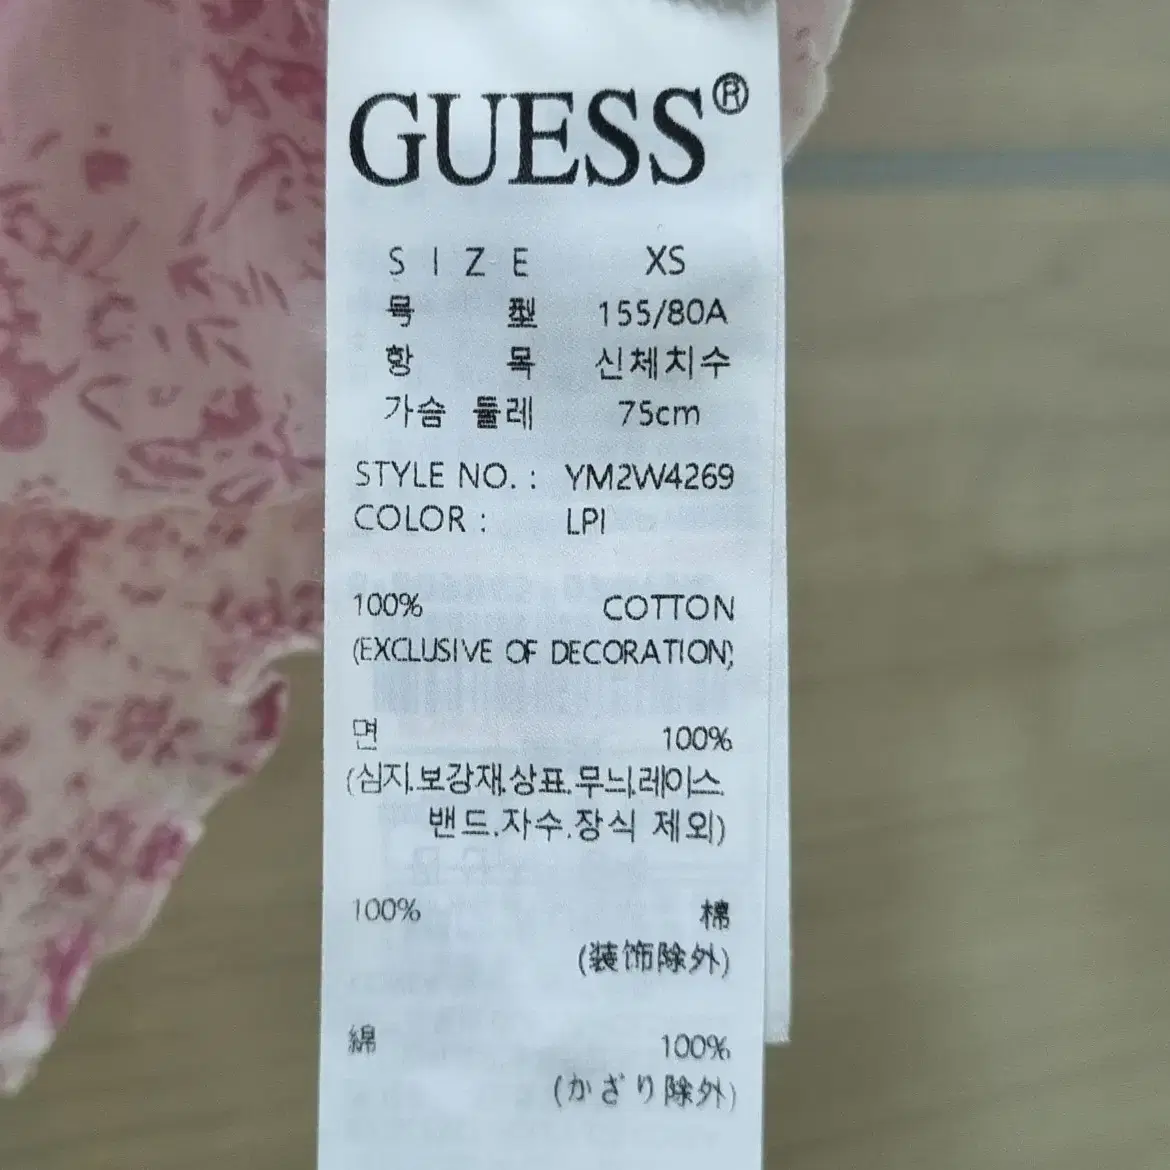 GUESS®
SIZE XS
号型 155/80A
항목 신체치수
가슴 둘레 75cm
STYLE NO. : YM2W4269
COLOR : LPI
100% COTTON
(EXCLUSIVE OF DECORATION)
면 100%
(심지.보강재.상표.무늬.레이스.
밴드.자수.장식 제외)
100% 棉
(装饰除外)
綿 100%
(かざり除外)